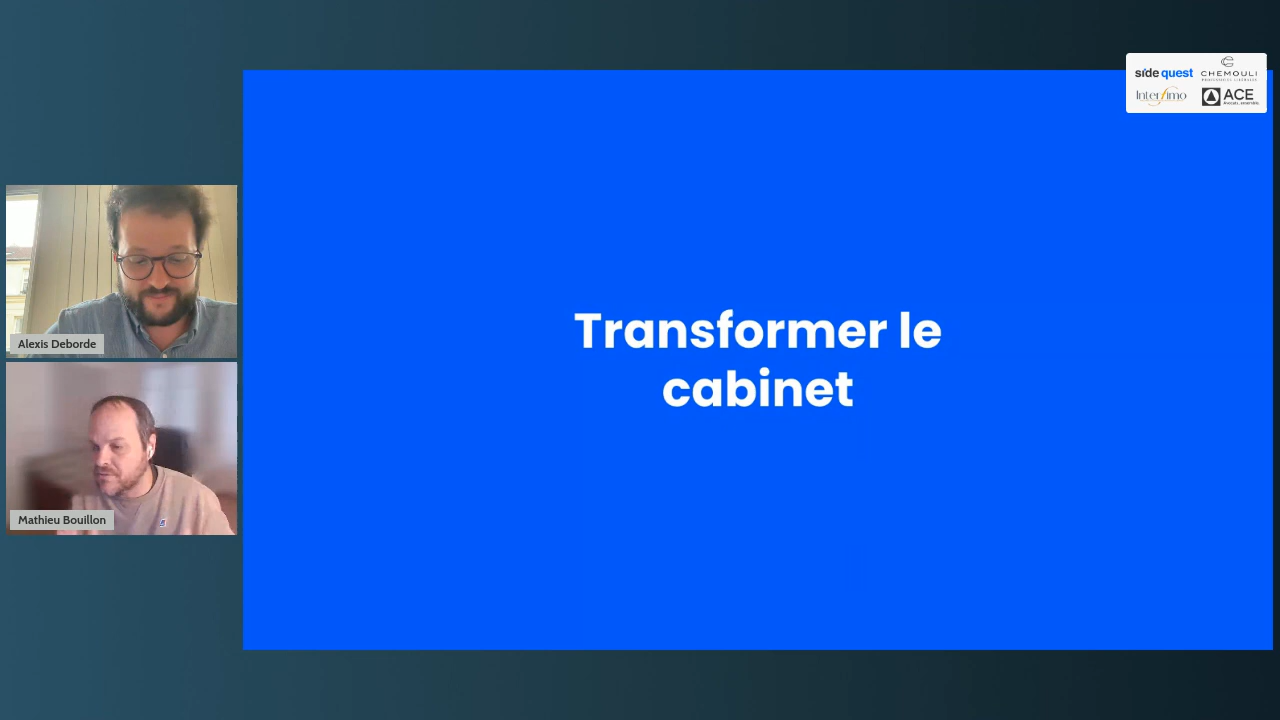 side quest
CHEMOULI
Interfimo
ACE
Transformer le
cabinet
Alexis Deborde
Mathieu Bouillon